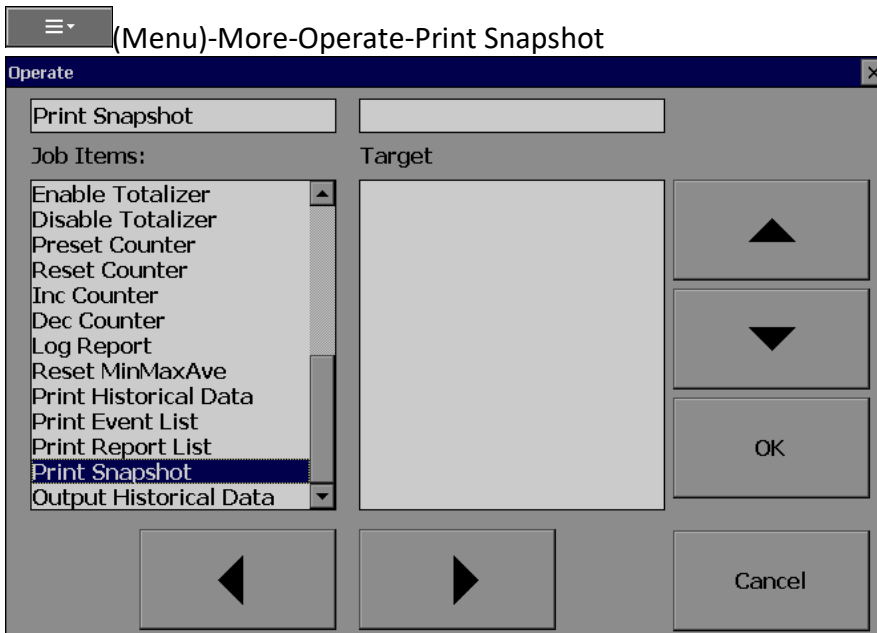 (Menu)-More-Operate-Print Snapshot
Operate
Print Snapshot
Job Items:
Target
Enable Totalizer
Disable Totalizer
Preset Counter
Reset Counter
Inc Counter
Dec Counter
Log Report
Reset MinMaxAve
Print Historical Data
Print Event List
Print Report List
Print Snapshot
Output Historical Data
OK
Cancel